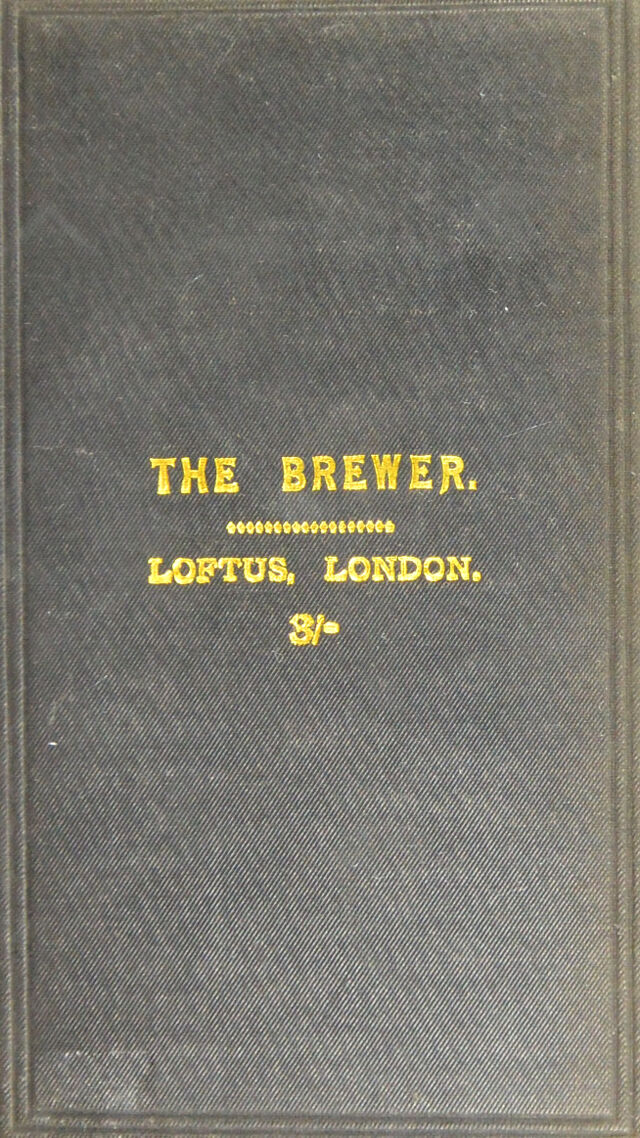 THE BREWER.
LOFTUS, LONDON.
3/-